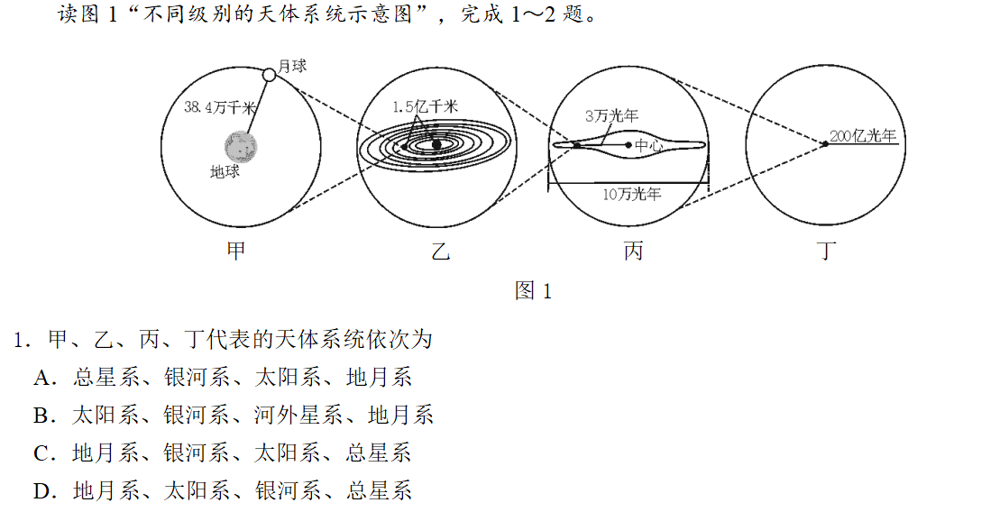 读图 1“不同级别的天体系统示意图”，完成 1～2 题。
月球
38.4万千米
地球
1.5亿千米
3万光年
中心
10万光年
200亿光年
甲 乙 丙 丁
图 1
1．甲、乙、丙、丁代表的天体系统依次为
A．总星系、银河系、太阳系、地月系
B．太阳系、银河系、河外星系、地月系
C．地月系、银河系、太阳系、总星系
D．地月系、太阳系、银河系、总星系